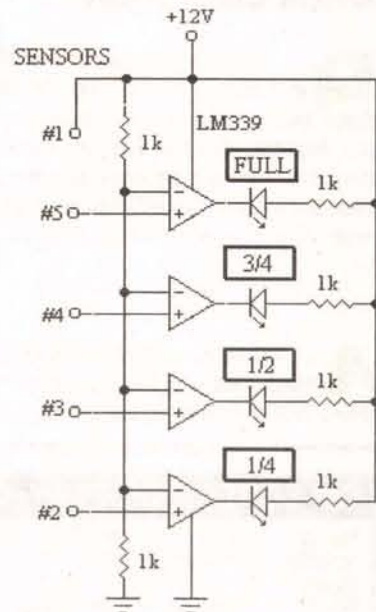 +12V
SENSORS
#1
1k
LM339
FULL
1k
#5
3/4
#4
1k
1/2
#3
1k
1/4
#2
1k
1k